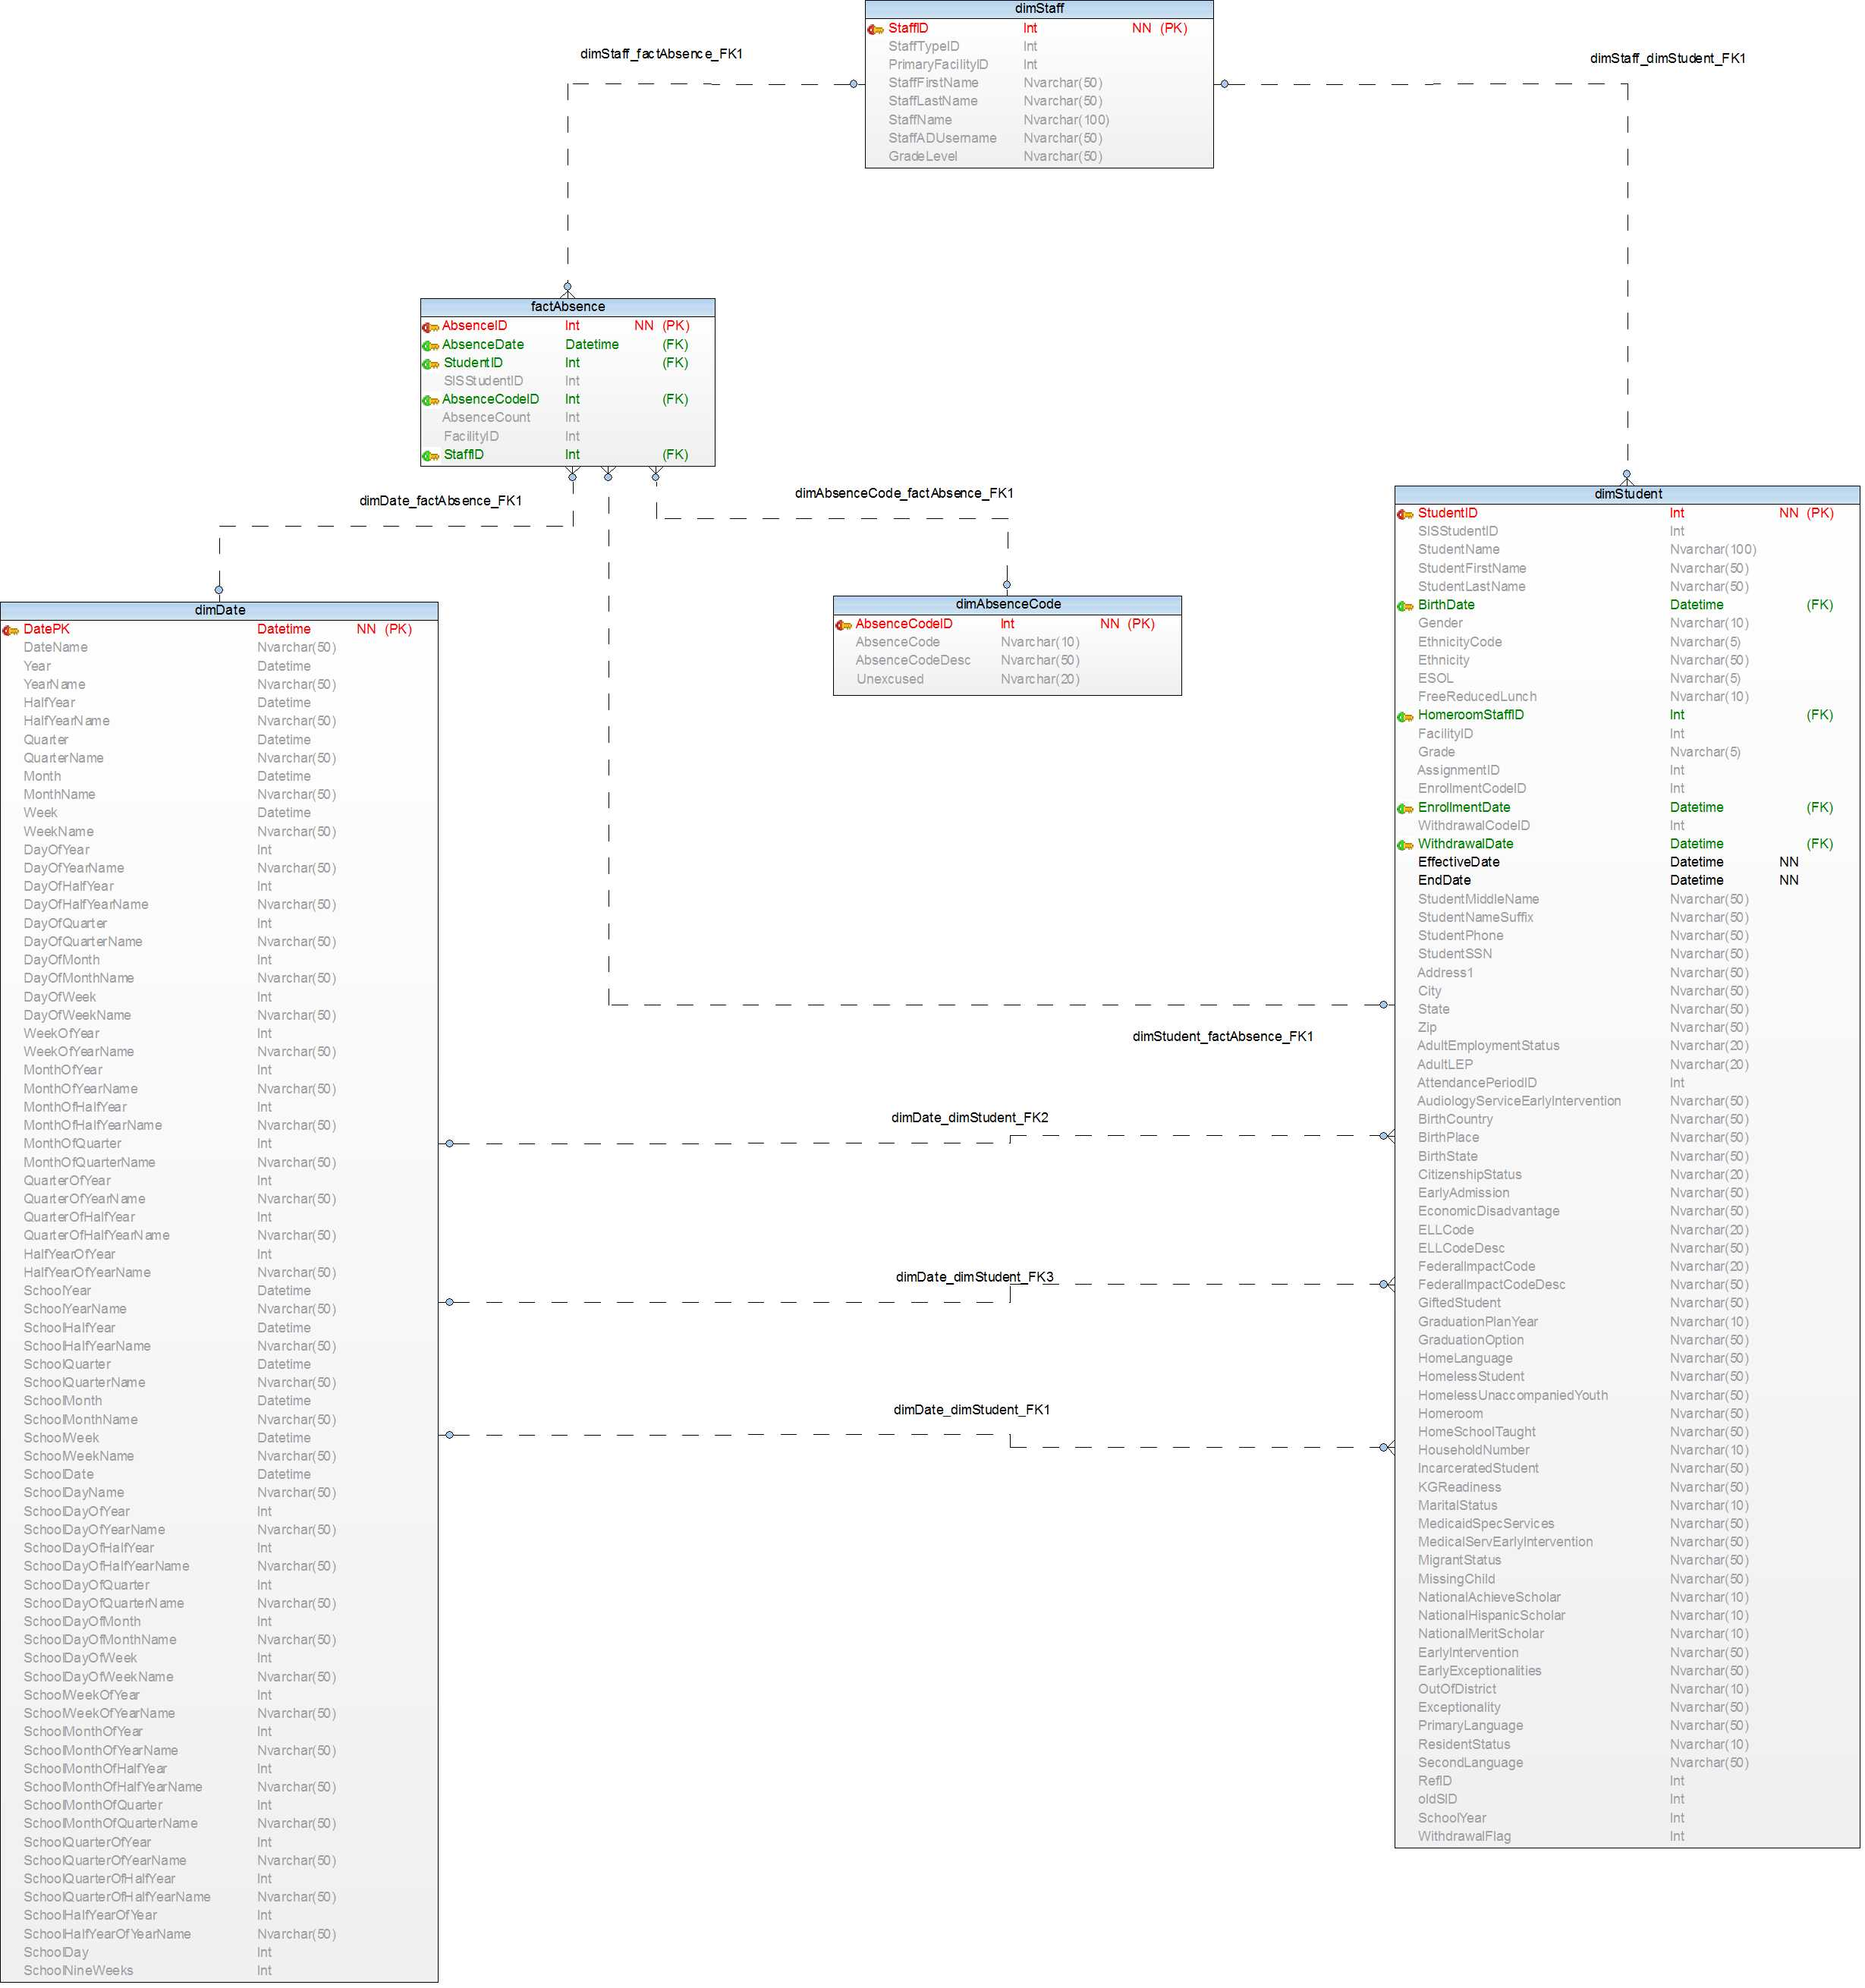 dimStaff
StaffID Int NN (PK)
StaffTypeID Int
PrimaryFacilityID Int
StaffFirstName Nvarchar(50)
StaffLastName Nvarchar(50)
StaffName Nvarchar(100)
StaffADUsername Nvarchar(50)
GradeLevel Nvarchar(50)
dimStaff_factAbsence_FK1
dimStaff_dimStudent_FK1
factAbsence
AbsenceID Int NN (PK)
AbsenceDate Datetime (FK)
StudentID Int (FK)
SISStudentID Int
AbsenceCodeID Int (FK)
AbsenceCount Int
FacilityID Int
StaffID Int (FK)
dimDate_factAbsence_FK1
dimAbsenceCode_factAbsence_FK1
dimAbsenceCode
AbsenceCodeID Int NN (PK)
AbsenceCode Nvarchar(10)
AbsenceCodeDesc Nvarchar(50)
Unexcused Nvarchar(20)
dimDate
DatePK Datetime NN (PK)
DateName Nvarchar(50)
Year Datetime
YearName Nvarchar(50)
HalfYear Datetime
HalfYearName Nvarchar(50)
Quarter Datetime
QuarterName Nvarchar(50)
Month Datetime
MonthName Nvarchar(50)
Week Datetime
WeekName Nvarchar(50)
DayOfYear Int
DayOfYearName Nvarchar(50)
DayOfHalfYear Int
DayOfHalfYearName Nvarchar(50)
DayOfQuarter Int
DayOfQuarterName Nvarchar(50)
DayOfMonth Int
DayOfMonthName Nvarchar(50)
DayOfWeek Int
DayOfWeekName Nvarchar(50)
WeekOfYear Int
WeekOfYearName Nvarchar(50)
MonthOfYear Int
MonthOfYearName Nvarchar(50)
MonthOfHalfYear Int
MonthOfHalfYearName Nvarchar(50)
MonthOfQuarter Int
MonthOfQuarterName Nvarchar(50)
QuarterOfYear Int
QuarterOfYearName Nvarchar(50)
QuarterOfHalfYear Int
QuarterOfHalfYearName Nvarchar(50)
HalfYearOfYear Int
HalfYearOfYearName Nvarchar(50)
SchoolYear Datetime
SchoolYearName Nvarchar(50)
SchoolHalfYear Datetime
SchoolHalfYearName Nvarchar(50)
SchoolQuarter Datetime
SchoolQuarterName Nvarchar(50)
SchoolMonth Datetime
SchoolMonthName Nvarchar(50)
SchoolWeek Datetime
SchoolWeekName Nvarchar(50)
SchoolDate Datetime
SchoolDayName Nvarchar(50)
SchoolDayOfYear Int
SchoolDayOfYearName Nvarchar(50)
SchoolDayOfHalfYear Int
SchoolDayOfHalfYearName Nvarchar(50)
SchoolDayOfQuarter Int
SchoolDayOfQuarterName Nvarchar(50)
SchoolDayOfMonth Int
SchoolDayOfMonthName Nvarchar(50)
SchoolDayOfWeek Int
SchoolDayOfWeekName Nvarchar(50)
SchoolWeekOfYear Int
SchoolWeekOfYearName Nvarchar(50)
SchoolMonthOfYear Int
SchoolMonthOfYearName Nvarchar(50)
SchoolMonthOfHalfYear Int
SchoolMonthOfHalfYearName Nvarchar(50)
SchoolMonthOfQuarter Int
SchoolMonthOfQuarterName Nvarchar(50)
SchoolQuarterOfYear Int
SchoolQuarterOfYearName Nvarchar(50)
SchoolQuarterOfHalfYear Int
SchoolQuarterOfHalfYearName Nvarchar(50)
SchoolHalfYearOfYear Int
SchoolHalfYearOfYearName Nvarchar(50)
SchoolDay Int
SchoolNineWeeks Int
dimStudent_factAbsence_FK1
dimDate_dimStudent_FK2
dimDate_dimStudent_FK3
dimDate_dimStudent_FK1
dimStudent
StudentID Int NN (PK)
SISStudentID Int
StudentName Nvarchar(100)
StudentFirstName Nvarchar(50)
StudentLastName Nvarchar(50)
BirthDate Datetime (FK)
Gender Nvarchar(10)
EthnicityCode Nvarchar(5)
Ethnicity Nvarchar(50)
ESOL Nvarchar(5)
FreeReducedLunch Nvarchar(10)
HomeroomStaffID Int (FK)
FacilityID Int
Grade Nvarchar(5)
AssignmentID Int
EnrollmentCodeID Int
EnrollmentDate Datetime (FK)
WithdrawalCodeID Int
WithdrawalDate Datetime (FK)
EffectiveDate Datetime NN
EndDate Datetime NN
StudentMiddleName Nvarchar(50)
StudentNameSuffix Nvarchar(50)
StudentPhone Nvarchar(50)
StudentSSN Nvarchar(50)
Address1 Nvarchar(50)
City Nvarchar(50)
State Nvarchar(50)
Zip Nvarchar(50)
AdultEmploymentStatus Nvarchar(20)
AdultLEP Nvarchar(20)
AttendancePeriodID Int
AudiologyServiceEarlyIntervention Nvarchar(50)
BirthCountry Nvarchar(50)
BirthPlace Nvarchar(50)
BirthState Nvarchar(50)
CitizenshipStatus Nvarchar(20)
EarlyAdmission Nvarchar(50)
EconomicDisadvantage Nvarchar(50)
ELLCode Nvarchar(20)
ELLCodeDesc Nvarchar(50)
FederalImpactCode Nvarchar(20)
FederalImpactCodeDesc Nvarchar(50)
GiftedStudent Nvarchar(50)
GraduationPlanYear Nvarchar(10)
GraduationOption Nvarchar(50)
HomeLanguage Nvarchar(50)
HomelessStudent Nvarchar(50)
HomelessUnaccompaniedYouth Nvarchar(50)
Homeroom Nvarchar(50)
HomeSchoolTaught Nvarchar(50)
HouseholdNumber Nvarchar(10)
IncarceratedStudent Nvarchar(50)
KGReadiness Nvarchar(50)
MaritalStatus Nvarchar(10)
MedicaidSpecServices Nvarchar(50)
MedicalServEarlyIntervention Nvarchar(50)
MigrantStatus Nvarchar(50)
MissingChild Nvarchar(50)
NationalAchieveScholar Nvarchar(10)
NationalHispanicScholar Nvarchar(10)
NationalMeritScholar Nvarchar(10)
EarlyIntervention Nvarchar(50)
EarlyExceptionalities Nvarchar(50)
OutOfDistrict Nvarchar(10)
Exceptionality Nvarchar(50)
PrimaryLanguage Nvarchar(50)
ResidentStatus Nvarchar(10)
SecondLanguage Nvarchar(50)
RefID Int
oldSID Int
SchoolYear Int
WithdrawalFlag Int